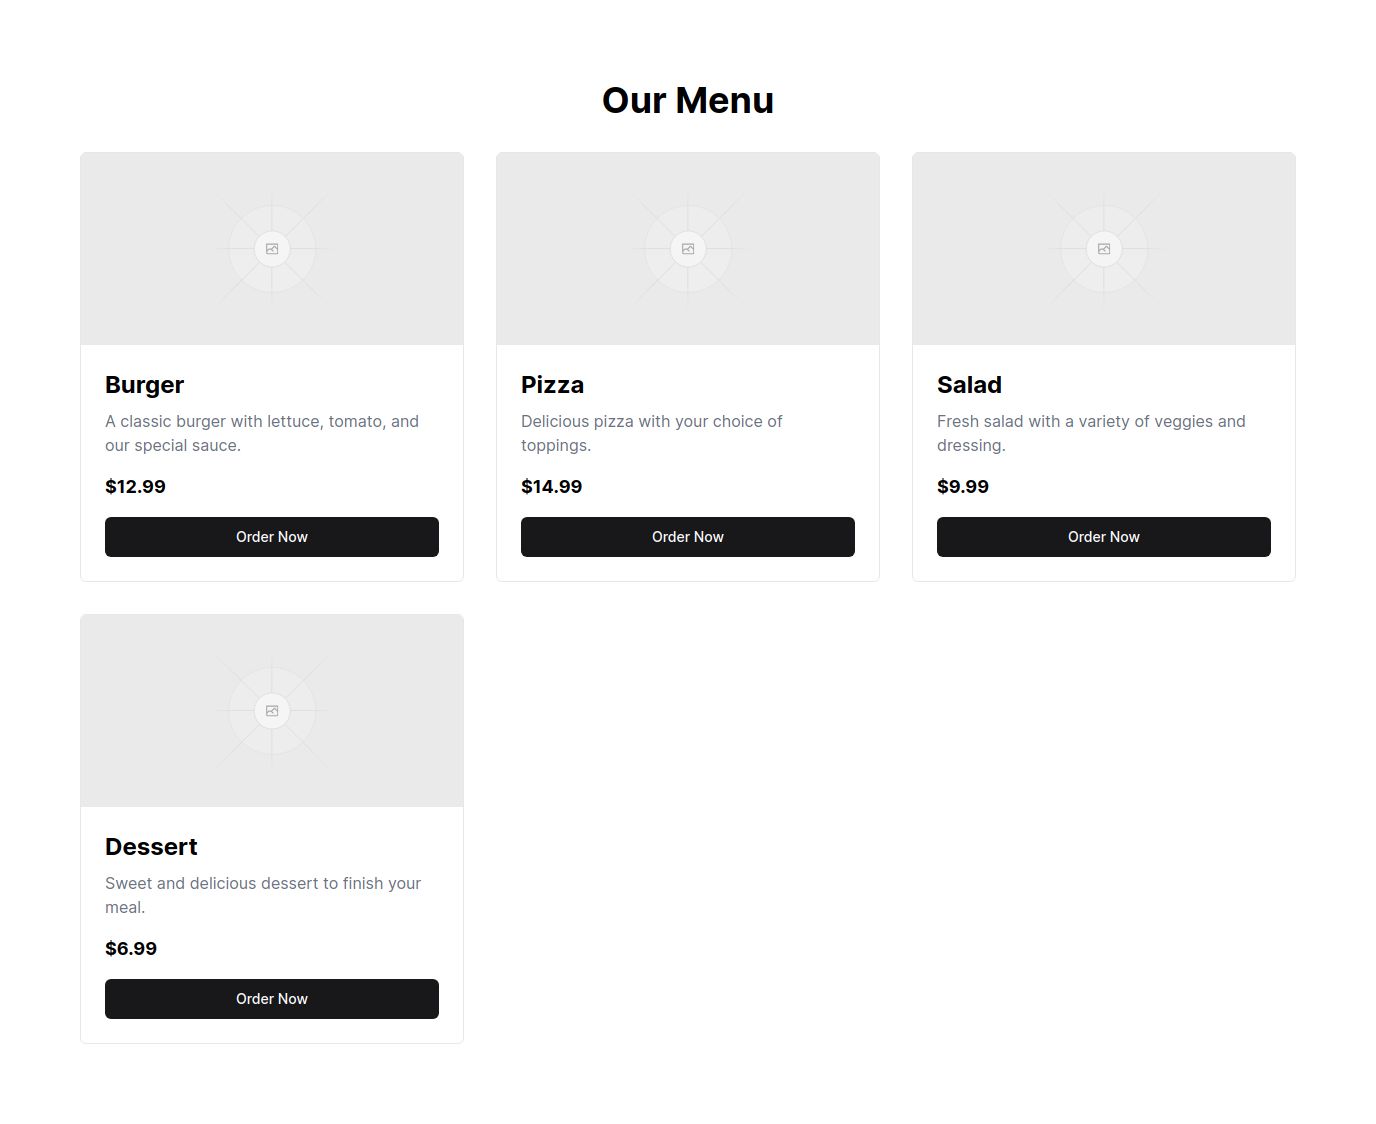 Our Menu
Burger
A classic burger with lettuce, tomato, and
our special sauce.
$12.99
Order Now
Pizza
Delicious pizza with your choice of
toppings.
$14.99
Order Now
Salad
Fresh salad with a variety of veggies and
dressing.
$9.99
Order Now
Dessert
Sweet and delicious dessert to finish your
meal.
$6.99
Order Now